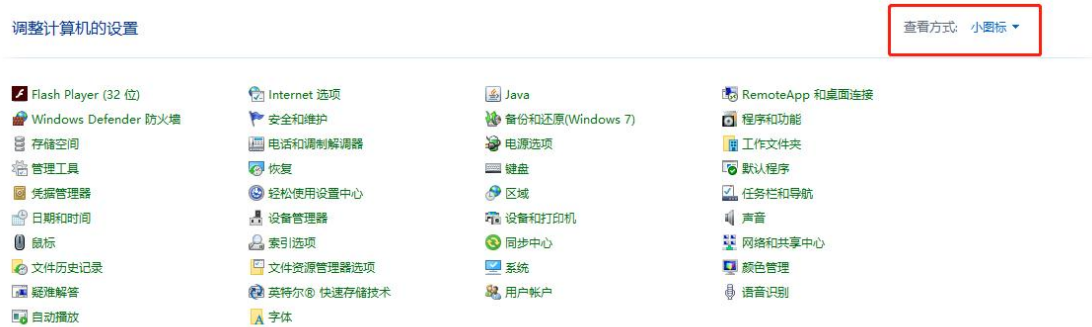 调整计算机的设置
查看方式: 小图标
Flash Player (32 位) Internet 选项 Java RemoteApp 和桌面连接
Windows Defender 防火墙 安全和维护 备份和还原(Windows 7) 程序和功能
存储空间 电话和调制解调器 电源选项 工作文件夹
管理工具 恢复 键盘 默认程序
凭据管理器 轻松使用设置中心 区域 任务栏和导航
日期和时间 设备管理器 设备和打印机 声音
鼠标 索引选项 同步中心 网络和共享中心
文件历史记录 文件资源管理器选项 系统 颜色管理
疑难解答 英特尔® 快速存储技术 用户帐户 语音识别
自动播放 字体